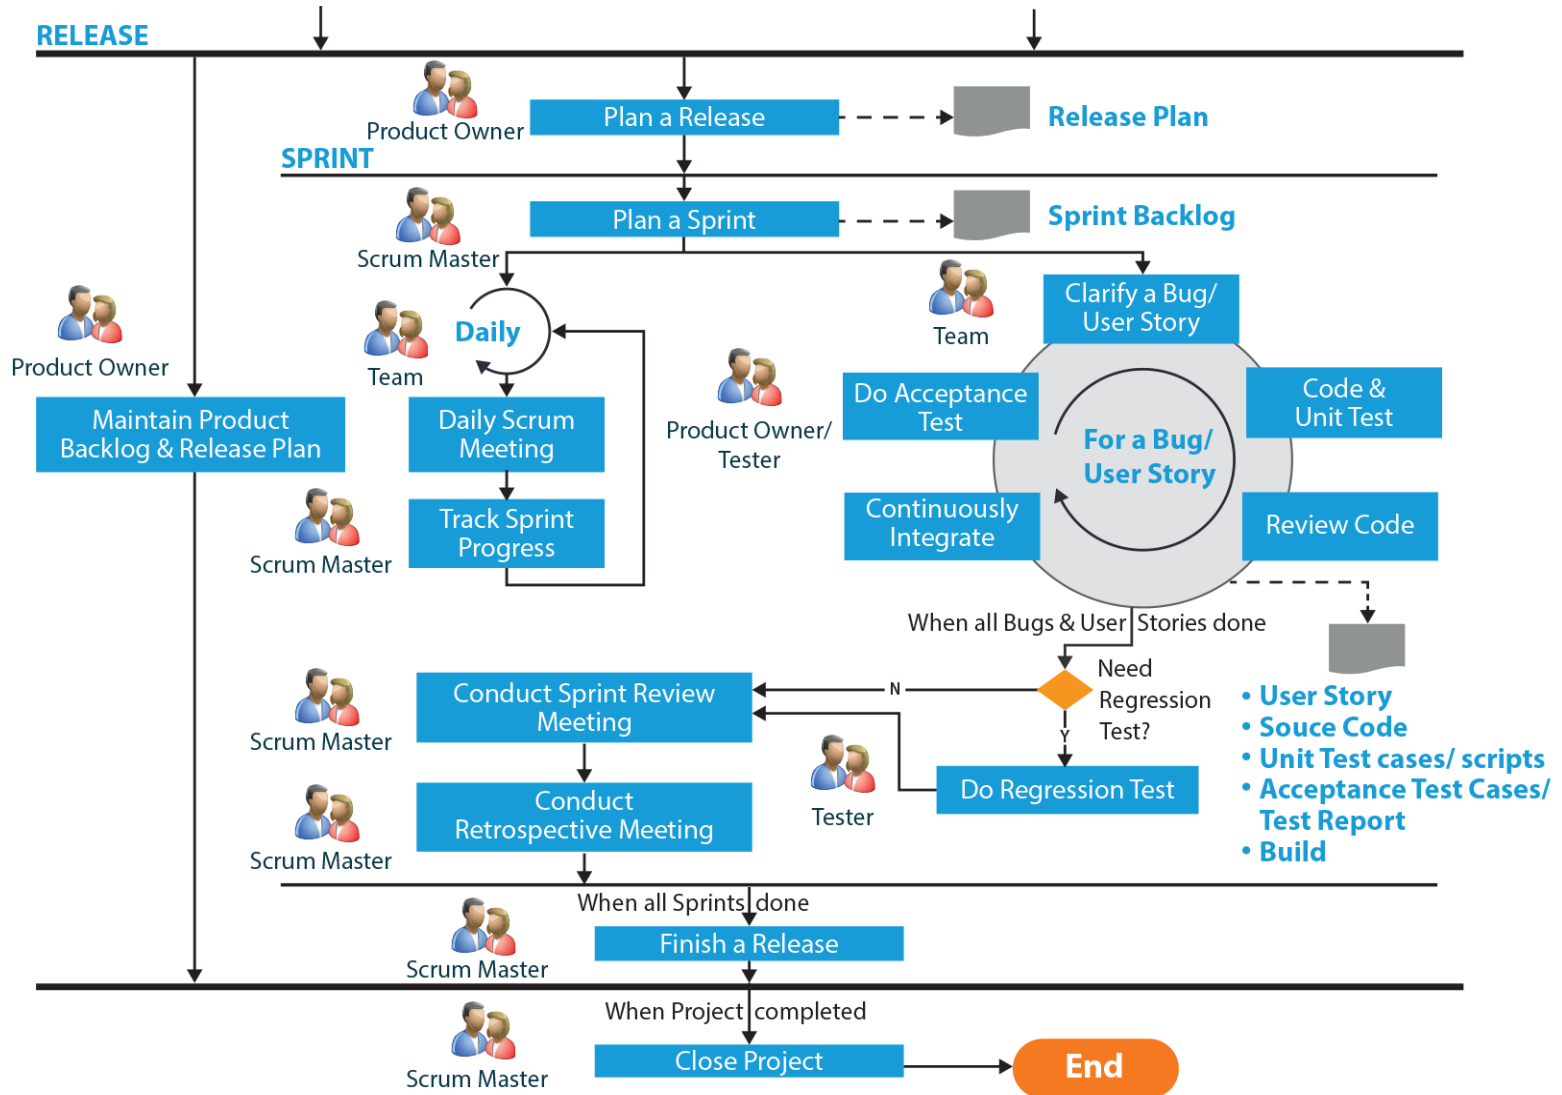 RELEASE
Product Owner
Plan a Release
Release Plan
SPRINT
Scrum Master
Plan a Sprint
Sprint Backlog
Product Owner
Maintain Product
Backlog & Release Plan
Team
Daily
Daily Scrum
Meeting
Scrum Master
Track Sprint
Progress
Team
Clarify a Bug/
User Story
Product Owner/
Tester
Do Acceptance
Test
Code &
Unit Test
For a Bug/
User Story
Continuously
Integrate
Review Code
When all Bugs & User Stories done
Need
Regression
Test?
N
Y
Scrum Master
Conduct Sprint Review
Meeting
Tester
Do Regression Test
• User Story
• Souce Code
• Unit Test cases/ scripts
• Acceptance Test Cases/
Test Report
• Build
Scrum Master
Conduct
Retrospective Meeting
When all Sprints done
Scrum Master
Finish a Release
When Project completed
Scrum Master
Close Project
End